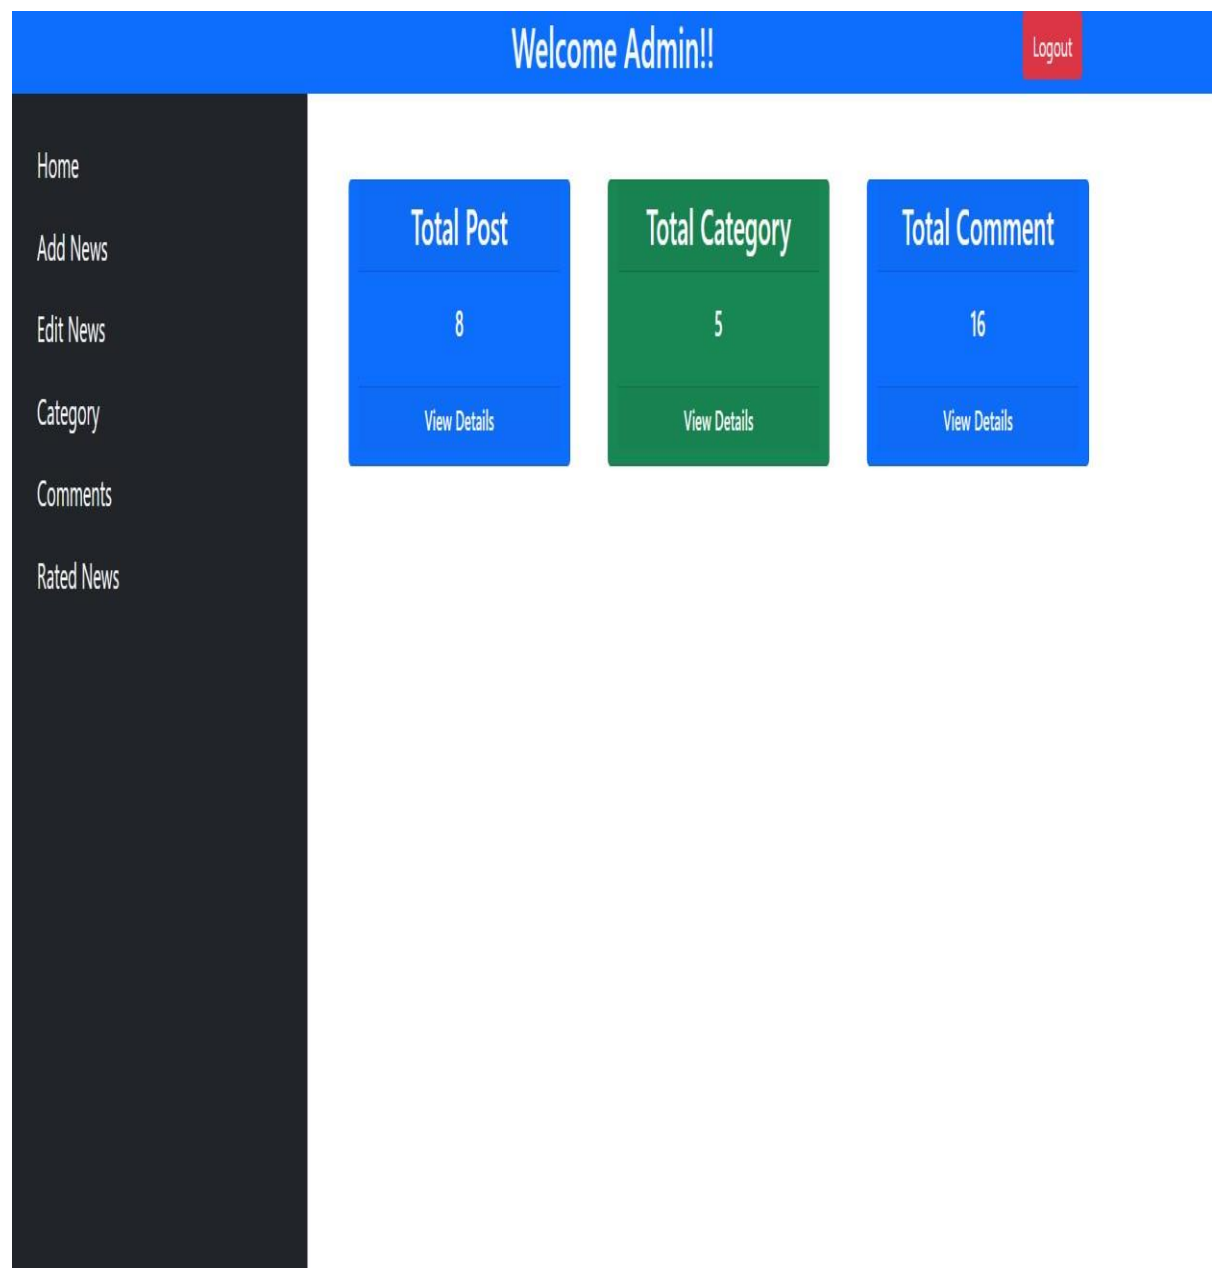 Welcome Admin!!
Logout
Home
Add News
Edit News
Category
Comments
Rated News
Total Post
8
View Details
Total Category
5
View Details
Total Comment
16
View Details